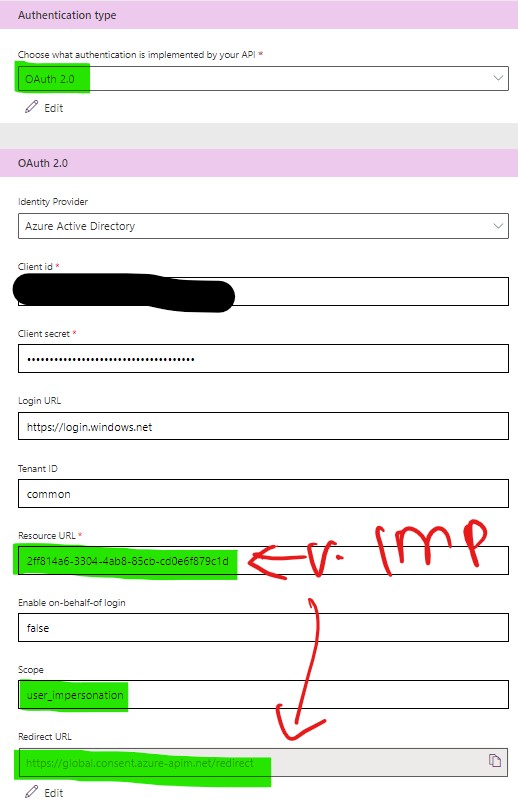 Authentication type
Choose what authentication is implemented by your API *
OAuth 2.0
Edit
OAuth 2.0
Identity Provider
Azure Active Directory
Client id *
Client secret *
•••••••••••••••••••••••••••••••••••••
Login URL
https://login.windows.net
Tenant ID
common
Resource URL *
2ff814a6-3304-4ab8-85cb-cd0e6f879c1d
v. Imp
Enable on-behalf-of login
false
Scope
user_impersonation
Redirect URL
https://global.consent.azure-apim.net/redirect
Edit